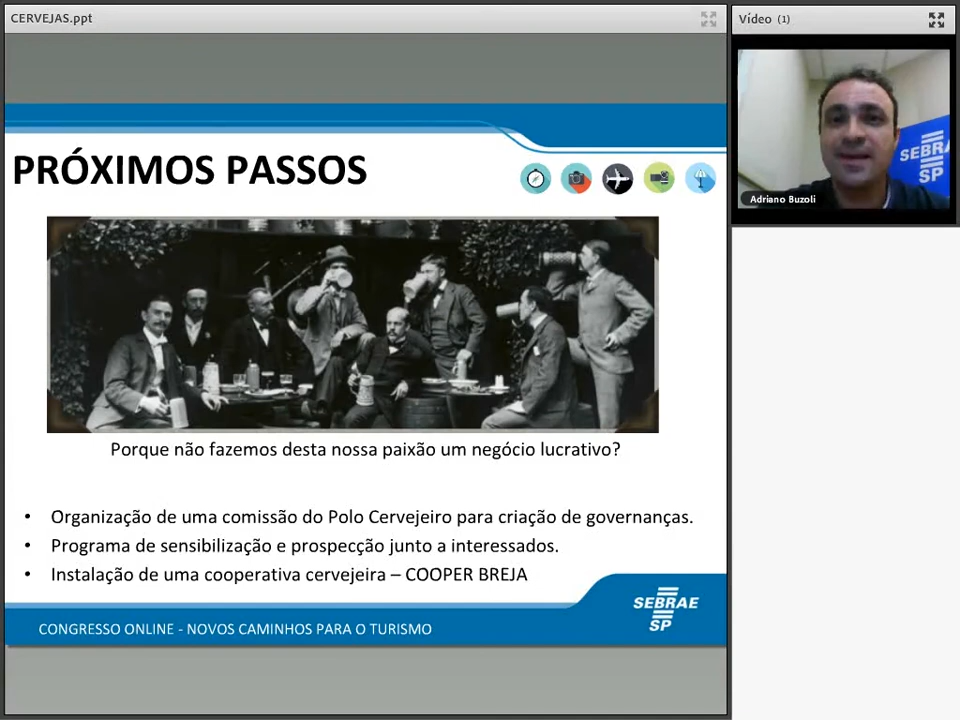 CERVEJAS.ppt
Vídeo (1)
SEBRA
SP
Adriano Buzoli
PRÓXIMOS PASSOS
Porque não fazemos desta nossa paixão um negócio lucrativo?
• Organização de uma comissão do Polo Cervejeiro para criação de governanças.
• Programa de sensibilização e prospecção junto a interessados.
• Instalação de uma cooperativa cervejeira – COOPER BREJA
SEBRAE
SP
CONGRESSO ONLINE - NOVOS CAMINHOS PARA O TURISMO